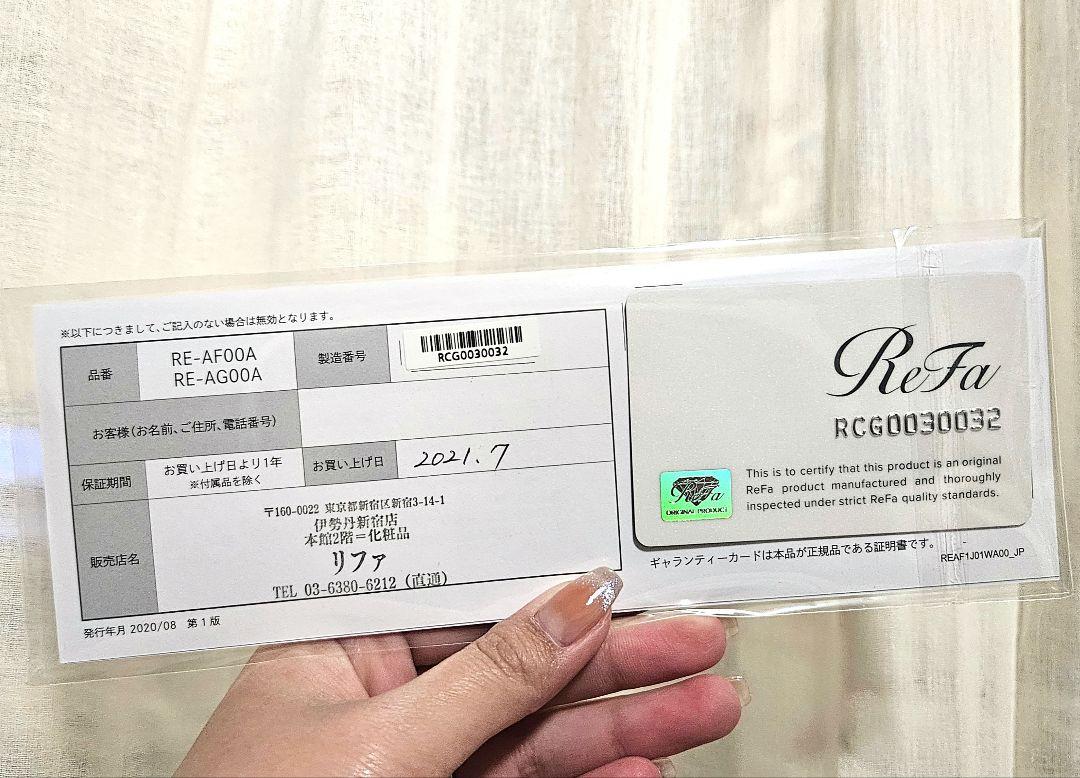 ※以下につきまして、ご記入のない場合は無効となります。
品番
RE-AF00A
RE-AG00A
製造番号
RCG0030032
お客様(お名前、ご住所、電話番号)
保証期間
お買い上げ日より1年
※付属品を除く
お買い上げ日
2021.7
販売店名
〒160-0022 東京都新宿区新宿3-14-1
伊勢丹新宿店
本館2階=化粧品
リファ
TEL 03-6380-6212 (直通)
発行年月 2020/08 第1版
ReFa
RCG0030032
ReFa
ORIGINAL PRODUCT
This is to certify that this product is an original
ReFa product manufactured and thoroughly
inspected under strict ReFa quality standards.
ギャランティーカードは本品が正規品である証明書です。
REAF1J01WA00_JP